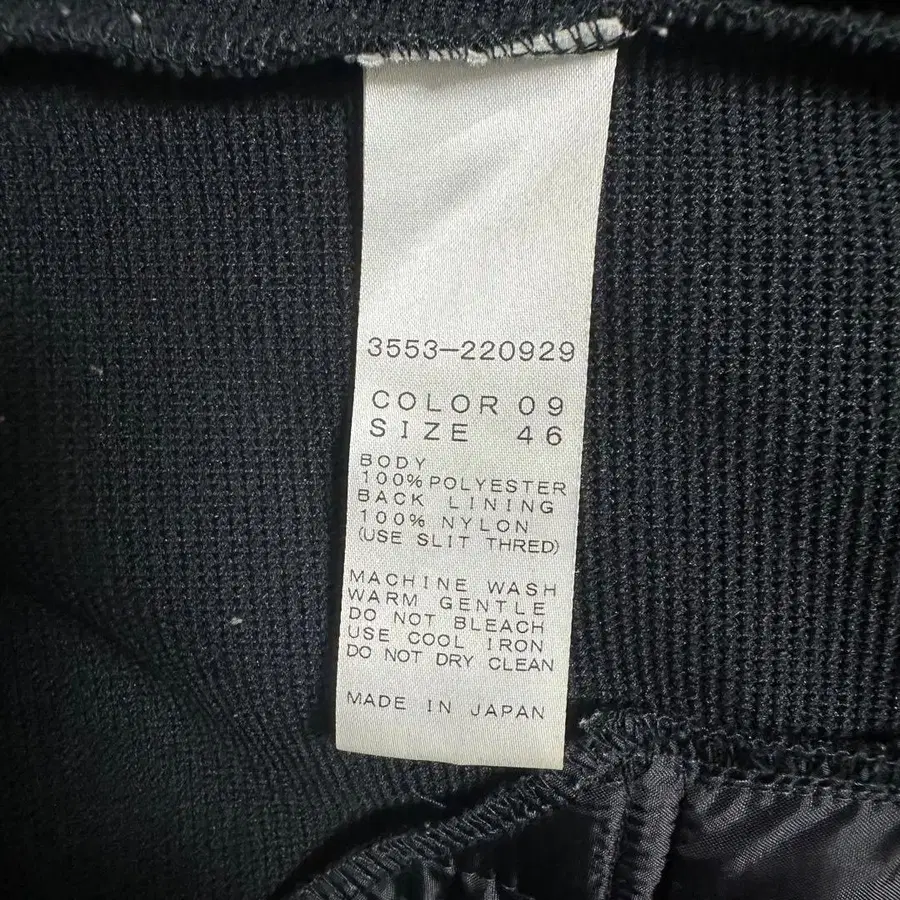 3553-220929
COLOR 09
SIZE 46
BODY
100% POLYESTER
BACK LINING
100% NYLON
(USE SLIT THRED)
MACHINE WASH
WARM GENTLE
DO NOT BLEACH
USE COOL IRON
DO NOT DRY CLEAN
MADE IN JAPAN